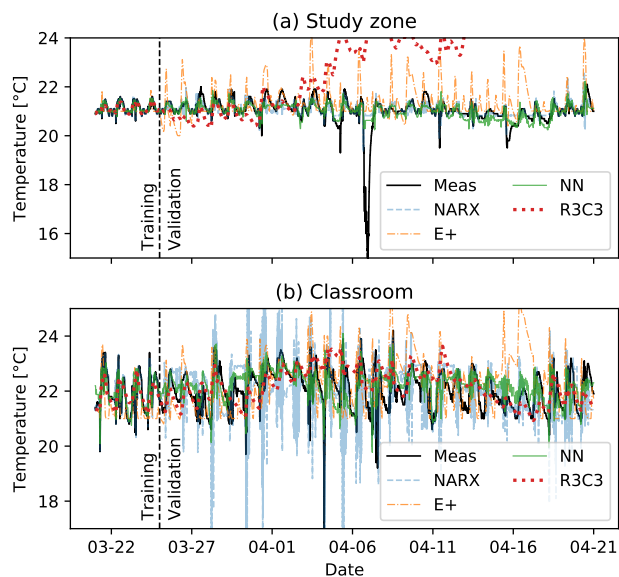 (a) Study zone
24
22
20
18
16
Temperature [°C]
Training
Validation
Meas
NARX
E+
NN
R3C3
(b) Classroom
24
22
20
18
Temperature [°C]
Training
Validation
Meas
NARX
E+
NN
R3C3
03-22 03-27 04-01 04-06 04-11 04-16 04-21
Date